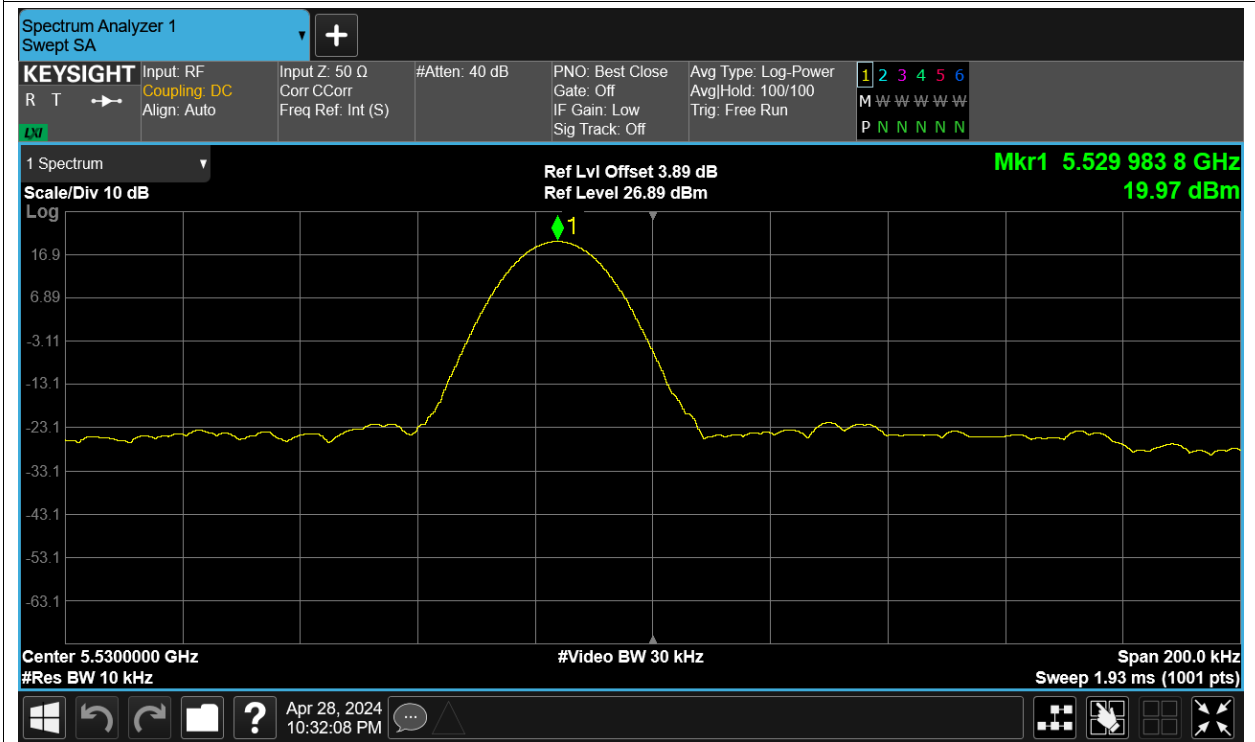 Spectrum Analyzer 1
Swept SA
+
KEYSIGHT
R T
LXI
Input: RF
Coupling: DC
Align: Auto
Input Z: 50 Ω
Corr CCorr
Freq Ref: Int (S)
#Atten: 40 dB
PNO: Best Close
Gate: Off
IF Gain: Low
Sig Track: Off
Avg Type: Log-Power
Avg|Hold: 100/100
Trig: Free Run
1 2 3 4 5 6
M W W W W W
P N N N N N
1 Spectrum
Scale/Div 10 dB
Log
Ref Lvl Offset 3.89 dB
Ref Level 26.89 dBm
Mkr1 5.529 983 8 GHz
19.97 dBm
1
16.9
6.89
-3.11
-13.1
-23.1
-33.1
-43.1
-53.1
-63.1
Center 5.5300000 GHz
#Res BW 10 kHz
#Video BW 30 kHz
Span 200.0 kHz
Sweep 1.93 ms (1001 pts)
?
Apr 28, 2024
10:32:08 PM